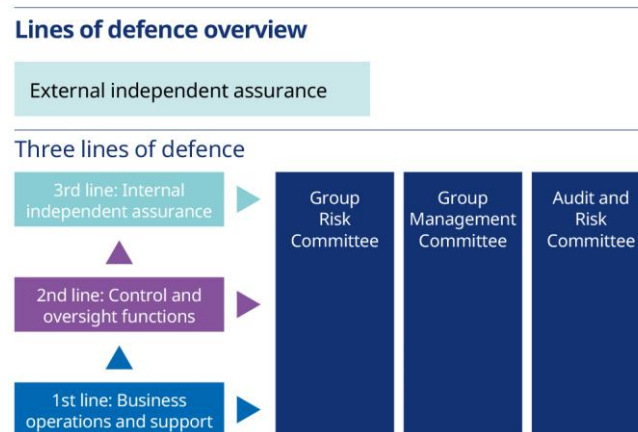 Lines of defence overview
External independent assurance
Three lines of defence
3rd line: Internal
independent assurance
Group
Risk
Committee
Group
Management
Committee
Audit and
Risk
Committee
2nd line: Control and
oversight functions
1st line: Business
operations and support